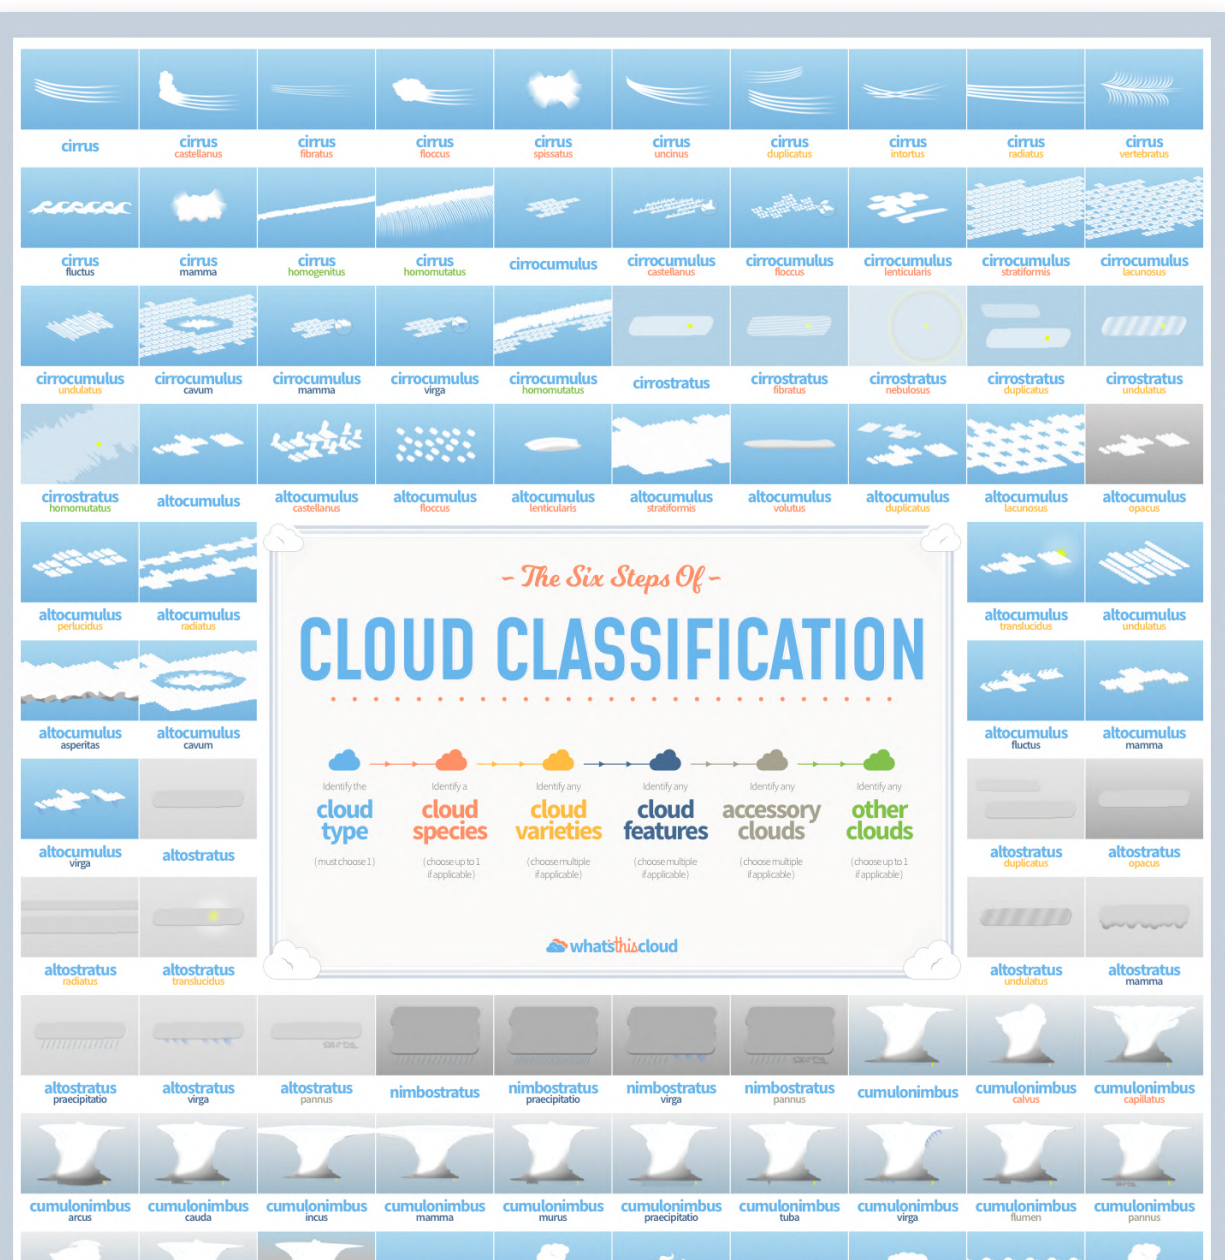 cirrus
cirrus
castellanus
cirrus
fibratus
cirrus
floccus
cirrus
spissatus
cirrus
uncinus
cirrus
duplicatus
cirrus
intortus
cirrus
radiatus
cirrus
vertebratus
cirrus
fluctus
cirrus
mamma
cirrus
homogenitus
cirrus
homomutatus
cirrocumulus
cirrocumulus
castellanus
cirrocumulus
floccus
cirrocumulus
lenticularis
cirrocumulus
stratiformis
cirrocumulus
lacunosus
cirrocumulus
undulatus
cirrocumulus
cavum
cirrocumulus
mamma
cirrocumulus
virga
cirrocumulus
homomutatus
cirrostratus
cirrostratus
fibratus
cirrostratus
nebulosus
cirrostratus
duplicatus
cirrostratus
undulatus
cirrostratus
homomutatus
altocumulus
altocumulus
castellanus
altocumulus
floccus
altocumulus
lenticularis
altocumulus
stratiformis
altocumulus
volutus
altocumulus
duplicatus
altocumulus
lacunosus
altocumulus
opacus
altocumulus
perlucidus
altocumulus
radiatus
altocumulus
translucidus
altocumulus
undulatus
altocumulus
asperitas
altocumulus
cavum
altocumulus
fluctus
altocumulus
mamma
altocumulus
virga
altostratus
altostratus
duplicatus
altostratus
opacus
altostratus
radiatus
altostratus
translucidus
altostratus
undulatus
altostratus
mamma
~ The Six Steps Of ~
CLOUD CLASSIFICATION
Identify the
cloud
type
(must choose 1)
Identify a
cloud
species
(choose up to 1
if applicable)
Identify any
cloud
varieties
(choose multiple
if applicable)
Identify any
cloud
features
(choose multiple
if applicable)
Identify any
accessory
clouds
(choose multiple
if applicable)
Identify any
other
clouds
(choose up to 1
if applicable)
what'sthiscloud
altostratus
praecipitatio
altostratus
virga
altostratus
pannus
nimbostratus
nimbostratus
praecipitatio
nimbostratus
virga
nimbostratus
pannus
cumulonimbus
cumulonimbus
calvus
cumulonimbus
capillatus
cumulonimbus
arcus
cumulonimbus
cauda
cumulonimbus
incus
cumulonimbus
mamma
cumulonimbus
murus
cumulonimbus
praecipitatio
cumulonimbus
tuba
cumulonimbus
virga
cumulonimbus
flumen
cumulonimbus
pannus